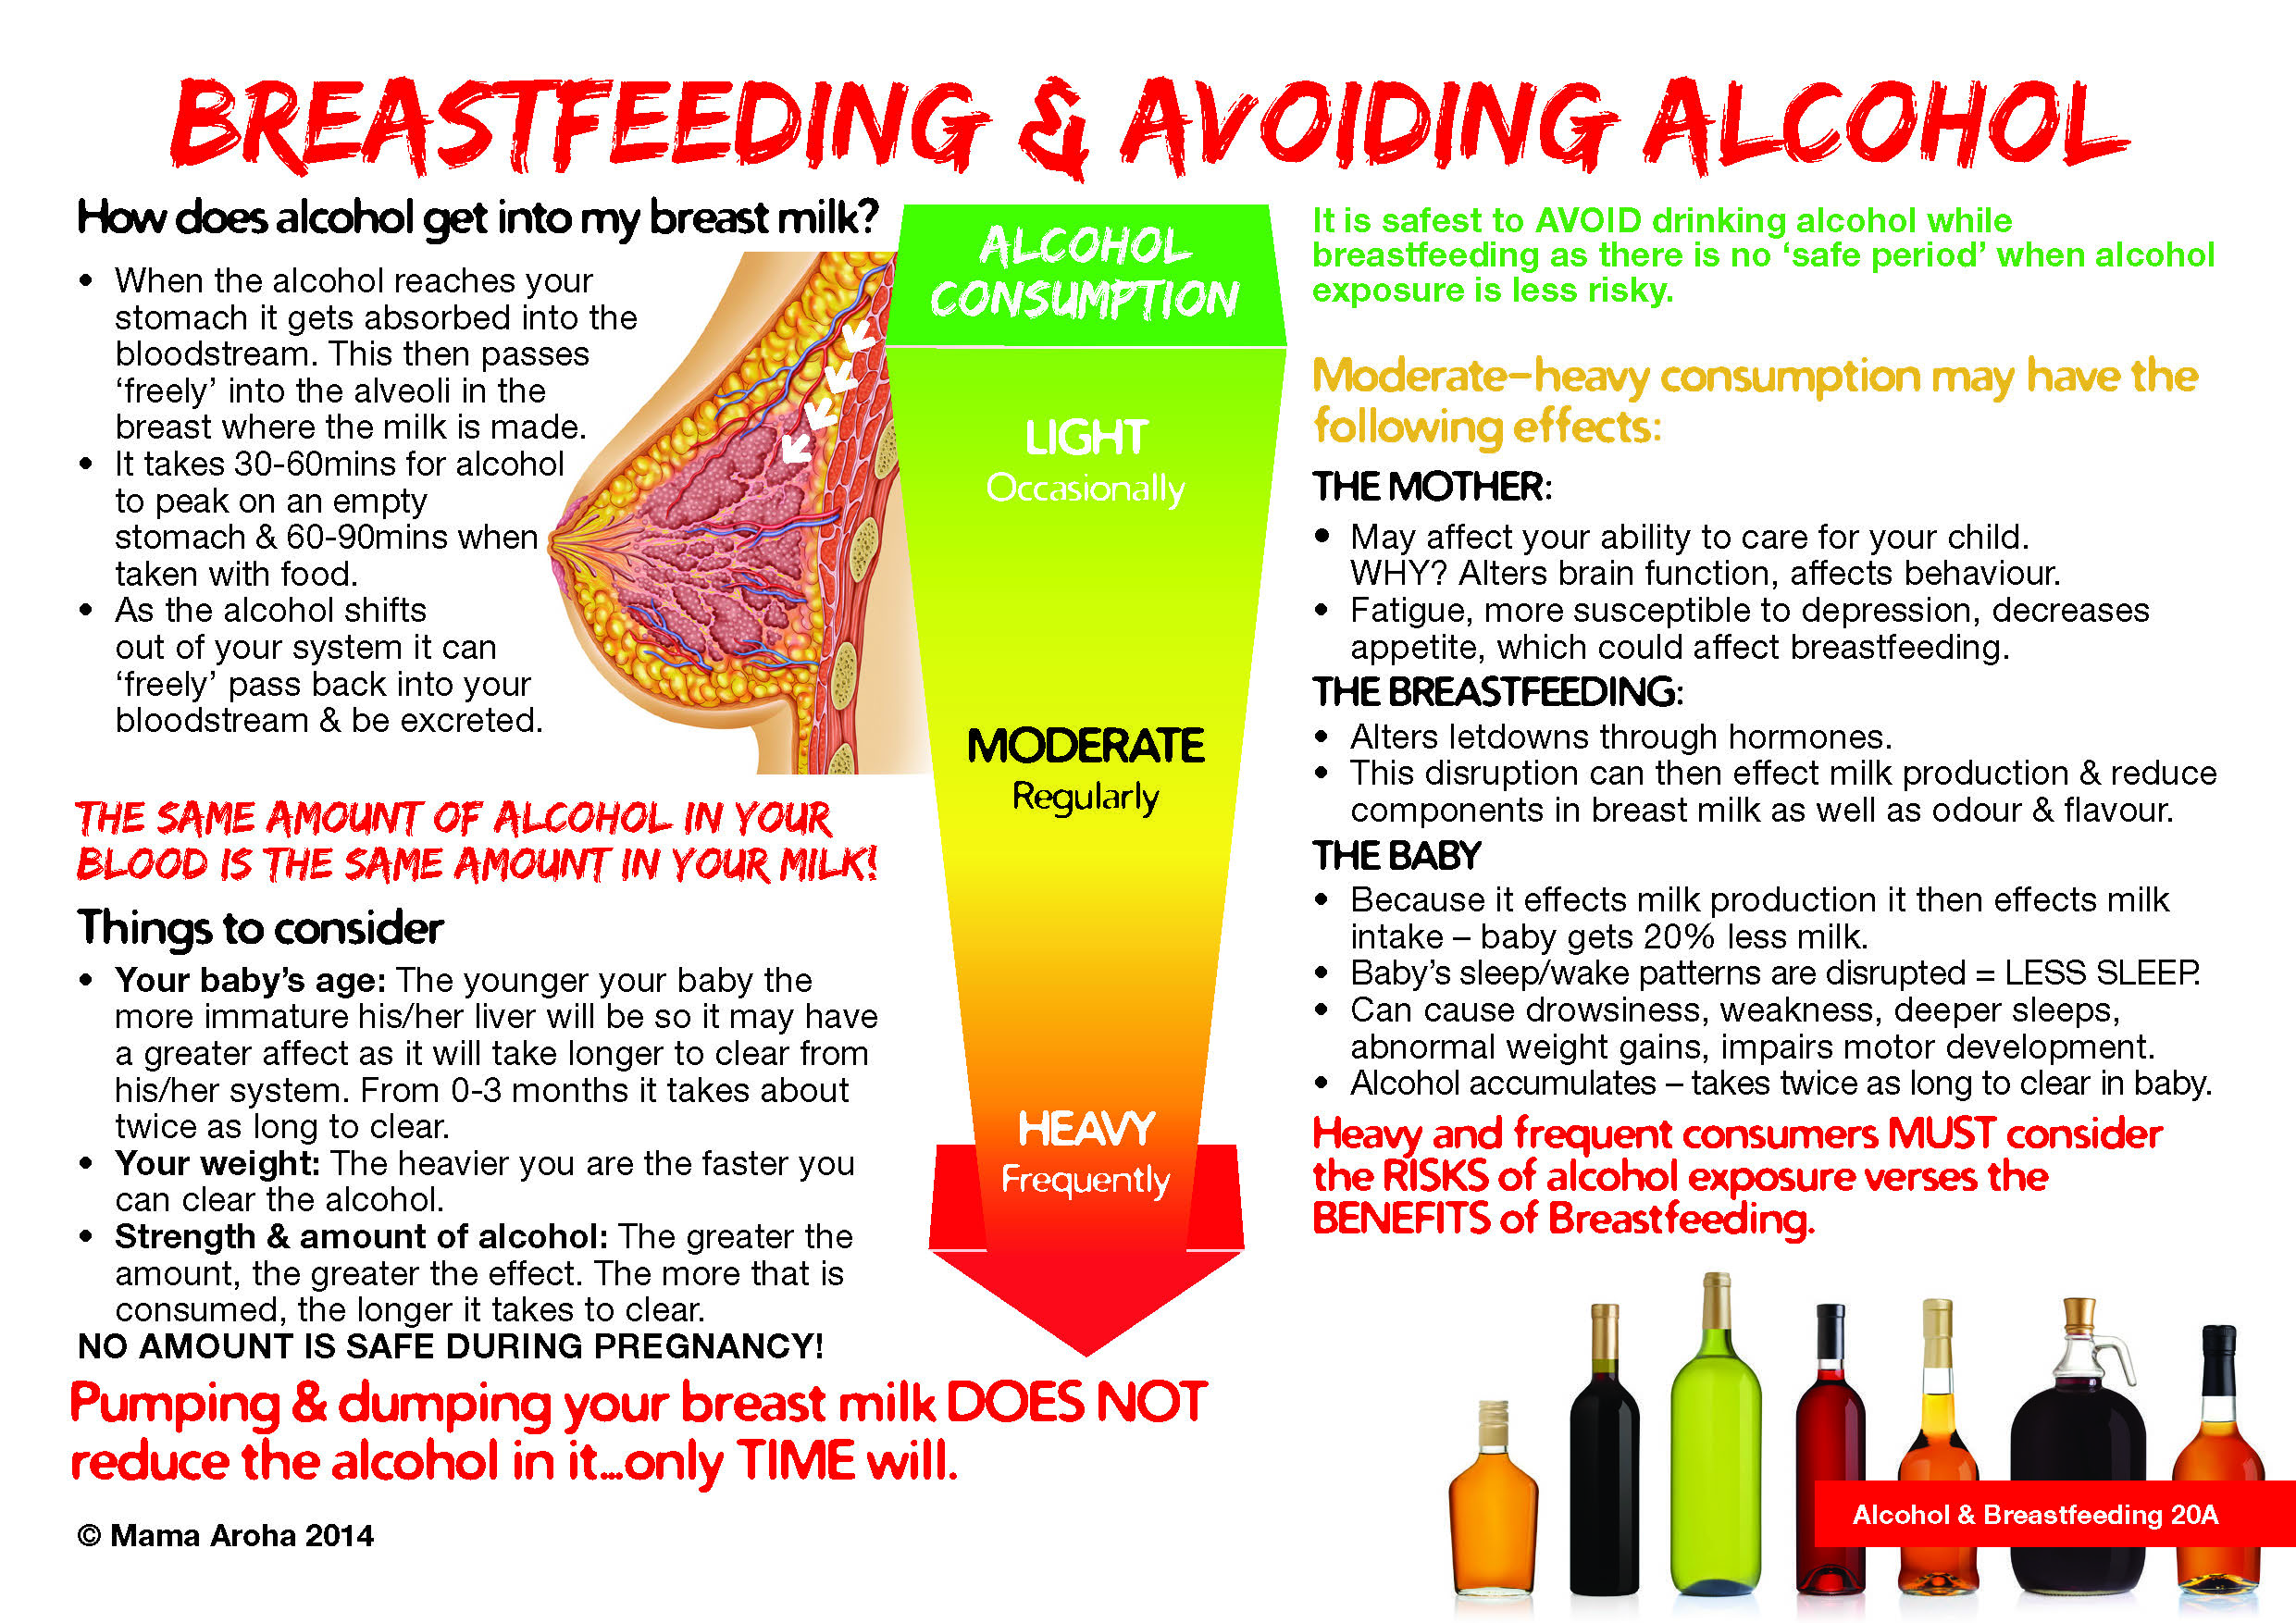 BREASTFEEDING & AVOIDING ALCOHOL
How does alcohol get into my breast milk?
• When the alcohol reaches your
stomach it gets absorbed into the
bloodstream. This then passes
‘freely’ into the alveoli in the
breast where the milk is made.
• It takes 30-60mins for alcohol
to peak on an empty
stomach & 60-90mins when
taken with food.
• As the alcohol shifts
out of your system it can
‘freely’ pass back into your
bloodstream & be excreted.
THE SAME AMOUNT OF ALCOHOL IN YOUR
BLOOD IS THE SAME AMOUNT IN YOUR MILK!
Things to consider
• Your baby’s age: The younger your baby the
more immature his/her liver will be so it may have
a greater affect as it will take longer to clear from
his/her system. From 0-3 months it takes about
twice as long to clear.
• Your weight: The heavier you are the faster you
can clear the alcohol.
• Strength & amount of alcohol: The greater the
amount, the greater the effect. The more that is
consumed, the longer it takes to clear.
NO AMOUNT IS SAFE DURING PREGNANCY!
Pumping & dumping your breast milk DOES NOT
reduce the alcohol in it...only TIME will.
© Mama Aroha 2014
ALCOHOL
CONSUMPTION
LIGHT
Occasionally
MODERATE
Regularly
HEAVY
Frequently
It is safest to AVOID drinking alcohol while
breastfeeding as there is no ‘safe period’ when alcohol
exposure is less risky.
Moderate-heavy consumption may have the
following effects:
THE MOTHER:
• May affect your ability to care for your child.
WHY? Alters brain function, affects behaviour.
• Fatigue, more susceptible to depression, decreases
appetite, which could affect breastfeeding.
THE BREASTFEEDING:
• Alters letdowns through hormones.
• This disruption can then effect milk production & reduce
components in breast milk as well as odour & flavour.
THE BABY
• Because it effects milk production it then effects milk
intake – baby gets 20% less milk.
• Baby’s sleep/wake patterns are disrupted = LESS SLEEP.
• Can cause drowsiness, weakness, deeper sleeps,
abnormal weight gains, impairs motor development.
• Alcohol accumulates – takes twice as long to clear in baby.
Heavy and frequent consumers MUST consider
the RISKS of alcohol exposure verses the
BENEFITS of Breastfeeding.
Alcohol & Breastfeeding 20A